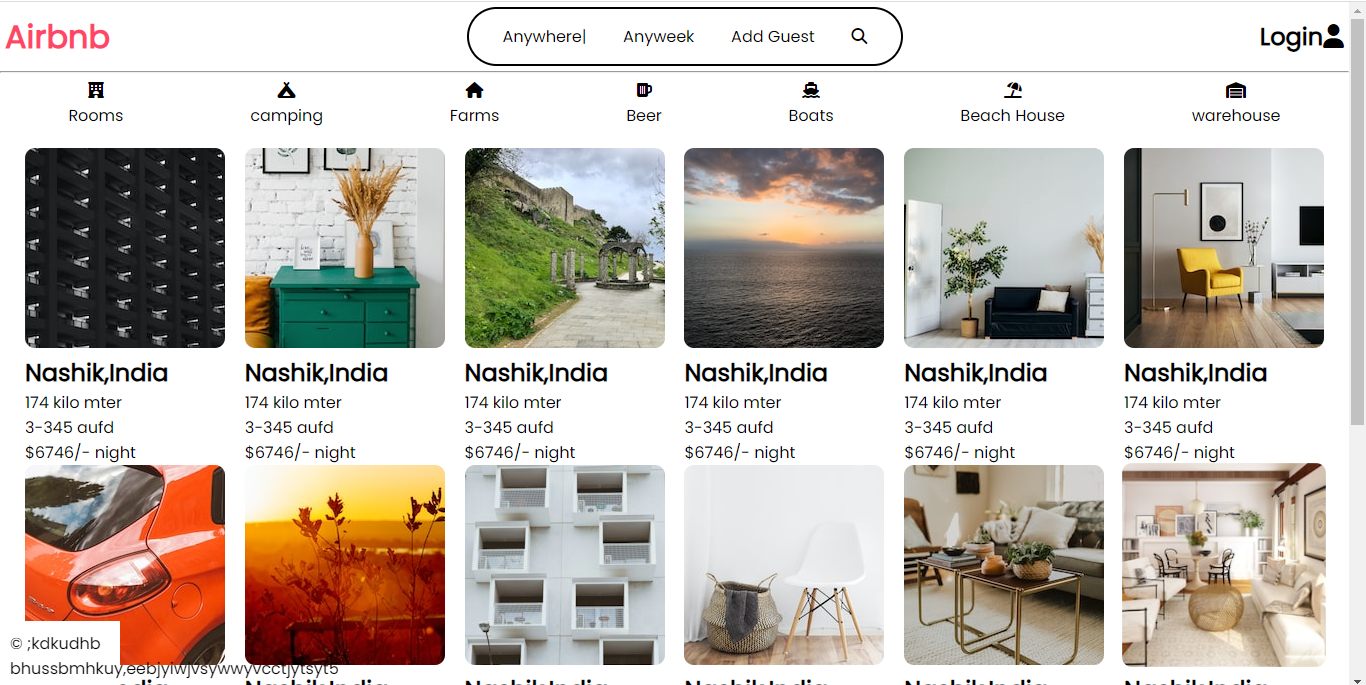 Airbnb
Anywhere| Anyweek Add Guest
Login
Rooms camping Farms Beer Boats Beach House warehouse
Nashik,India Nashik,India Nashik,India Nashik,India Nashik,India Nashik,India
174 kilo mter 174 kilo mter 174 kilo mter 174 kilo mter 174 kilo mter 174 kilo mter
3-345 aufd 3-345 aufd 3-345 aufd 3-345 aufd 3-345 aufd 3-345 aufd
$6746/- night $6746/- night $6746/- night $6746/- night $6746/- night $6746/- night
© ;kdkudhb